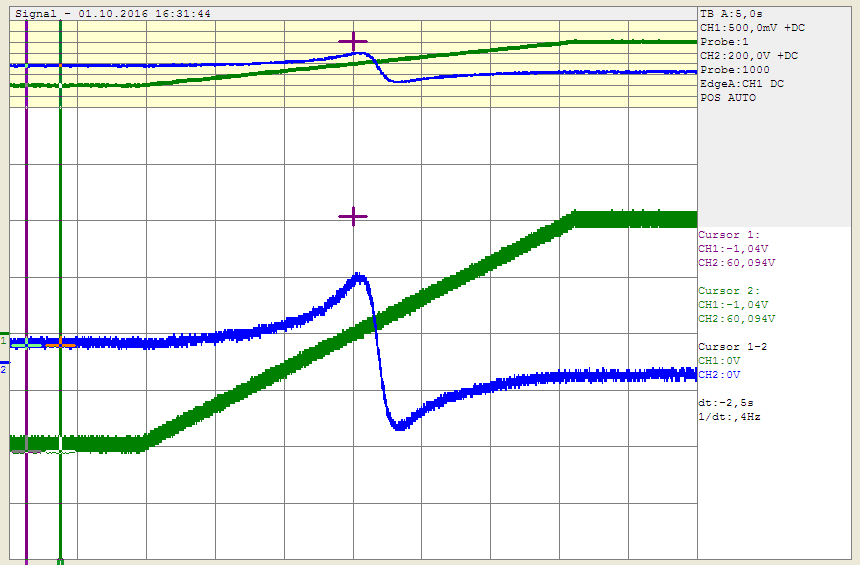 Signal - 01.10.2016 16:31:44
TB A:5,0s
CH1:500,0mV +DC
Probe:1
CH2:200,0V +DC
Probe:1000
EdgeA:CH1 DC
POS AUTO
Cursor 1:
CH1:-1,04V
CH2:60,094V
Cursor 2:
CH1:-1,04V
CH2:60,094V
Cursor 1-2
CH1:0V
CH2:0V
dt:-2,5s
1/dt:,4Hz
1
2